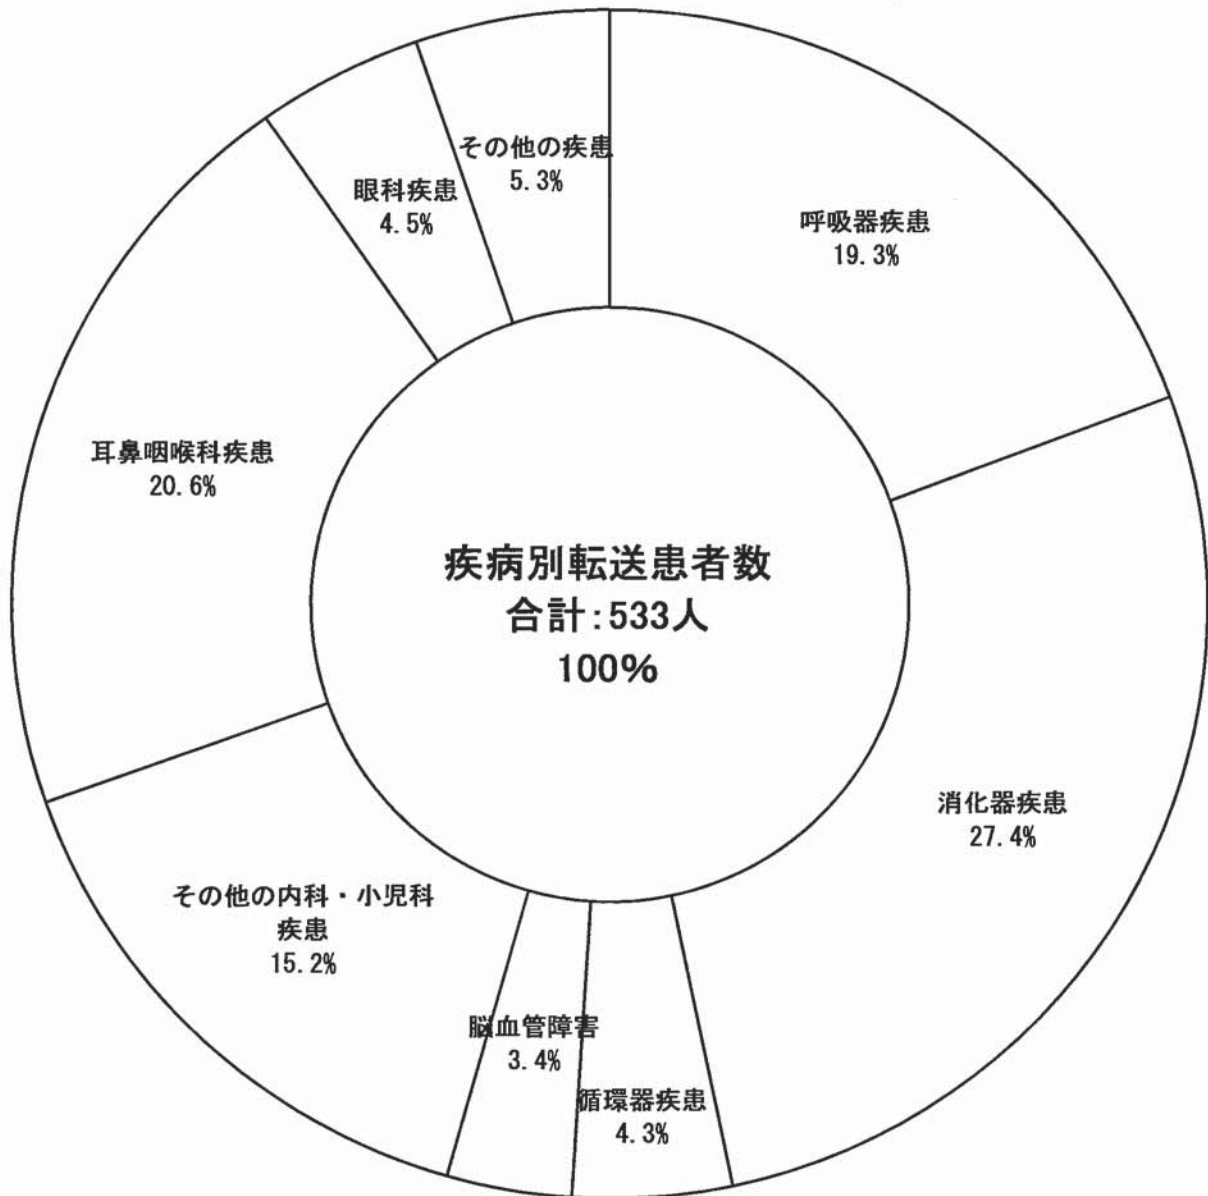 その他の疾患
5.3%
眼科疾患
4.5%
呼吸器疾患
19.3%
耳鼻咽喉科疾患
20.6%
疾病別転送患者数
合計:533人
100%
消化器疾患
27.4%
その他の内科・小児科
疾患
15.2%
脳血管障害
3.4%
循環器疾患
4.3%